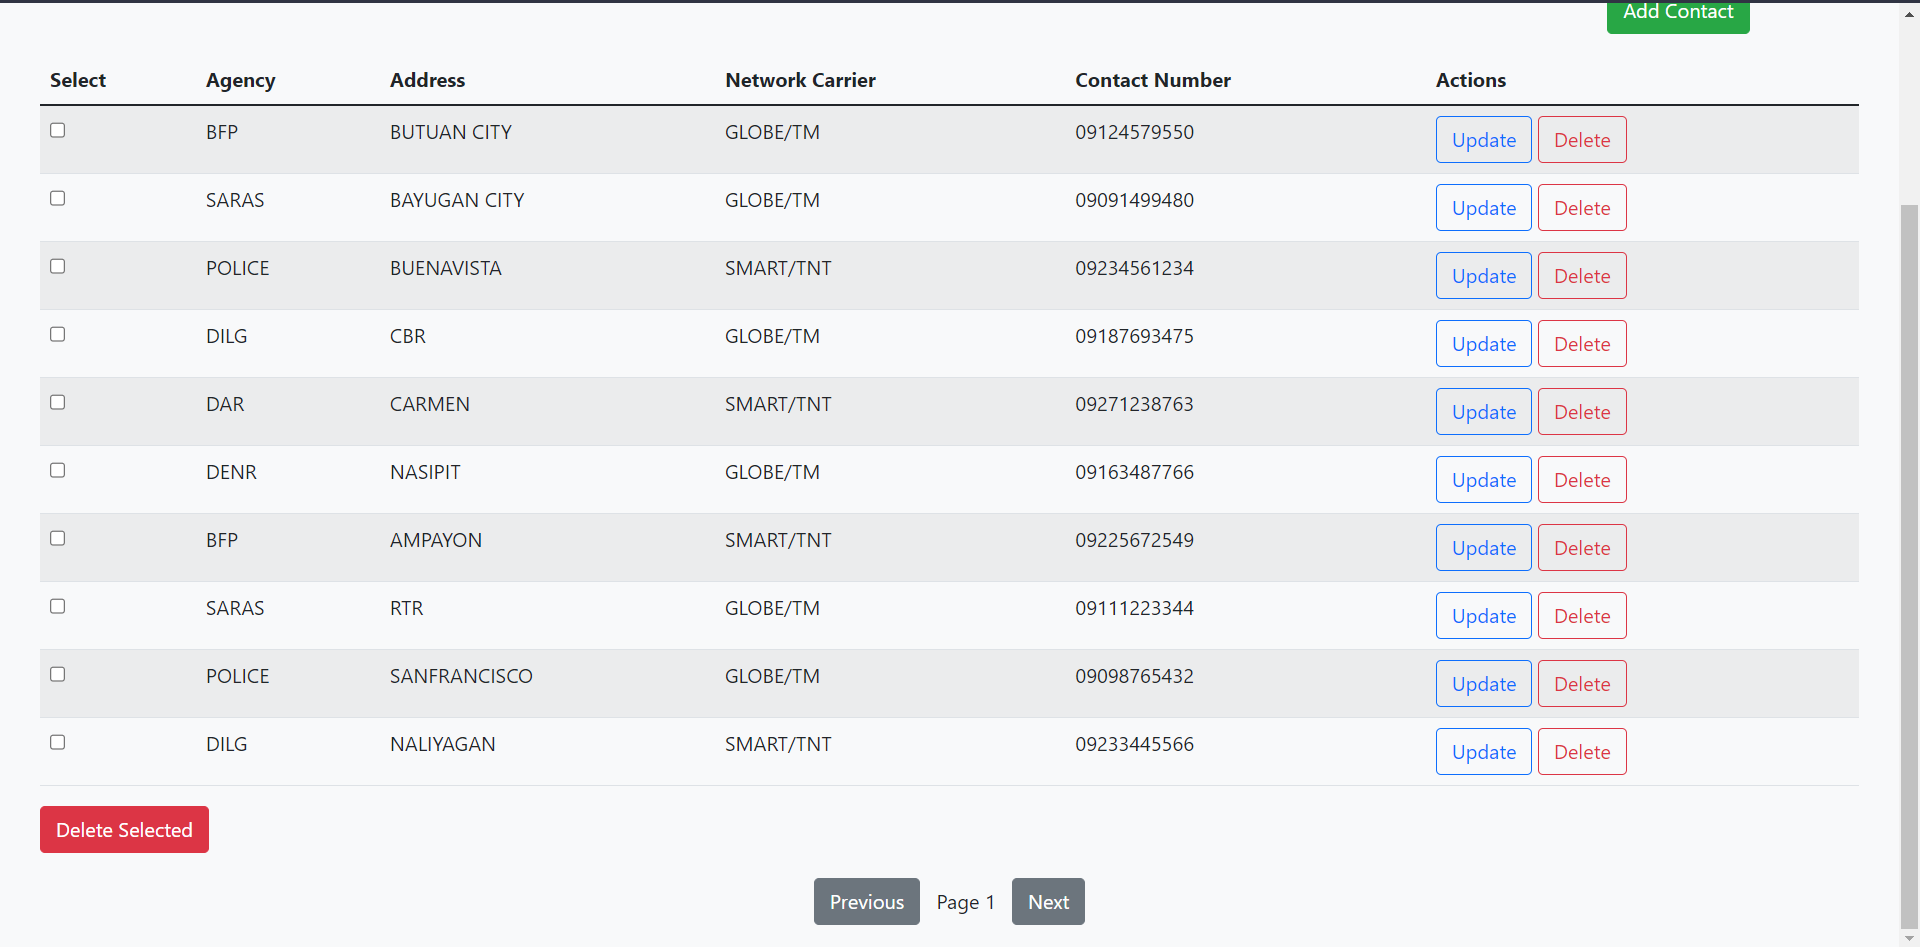 Add Contact
Select Agency Address Network Carrier Contact Number Actions
BFP BUTUAN CITY GLOBE/TM 09124579550 Update Delete
SARAS BAYUGAN CITY GLOBE/TM 09091499480 Update Delete
POLICE BUENAVISTA SMART/TNT 09234561234 Update Delete
DILG CBR GLOBE/TM 09187693475 Update Delete
DAR CARMEN SMART/TNT 09271238763 Update Delete
DENR NASIPIT GLOBE/TM 09163487766 Update Delete
BFP AMPAYON SMART/TNT 09225672549 Update Delete
SARAS RTR GLOBE/TM 09111223344 Update Delete
POLICE SANFRANCISCO GLOBE/TM 09098765432 Update Delete
DILG NALIYAGAN SMART/TNT 09233445566 Update Delete
Delete Selected
Previous Page 1 Next